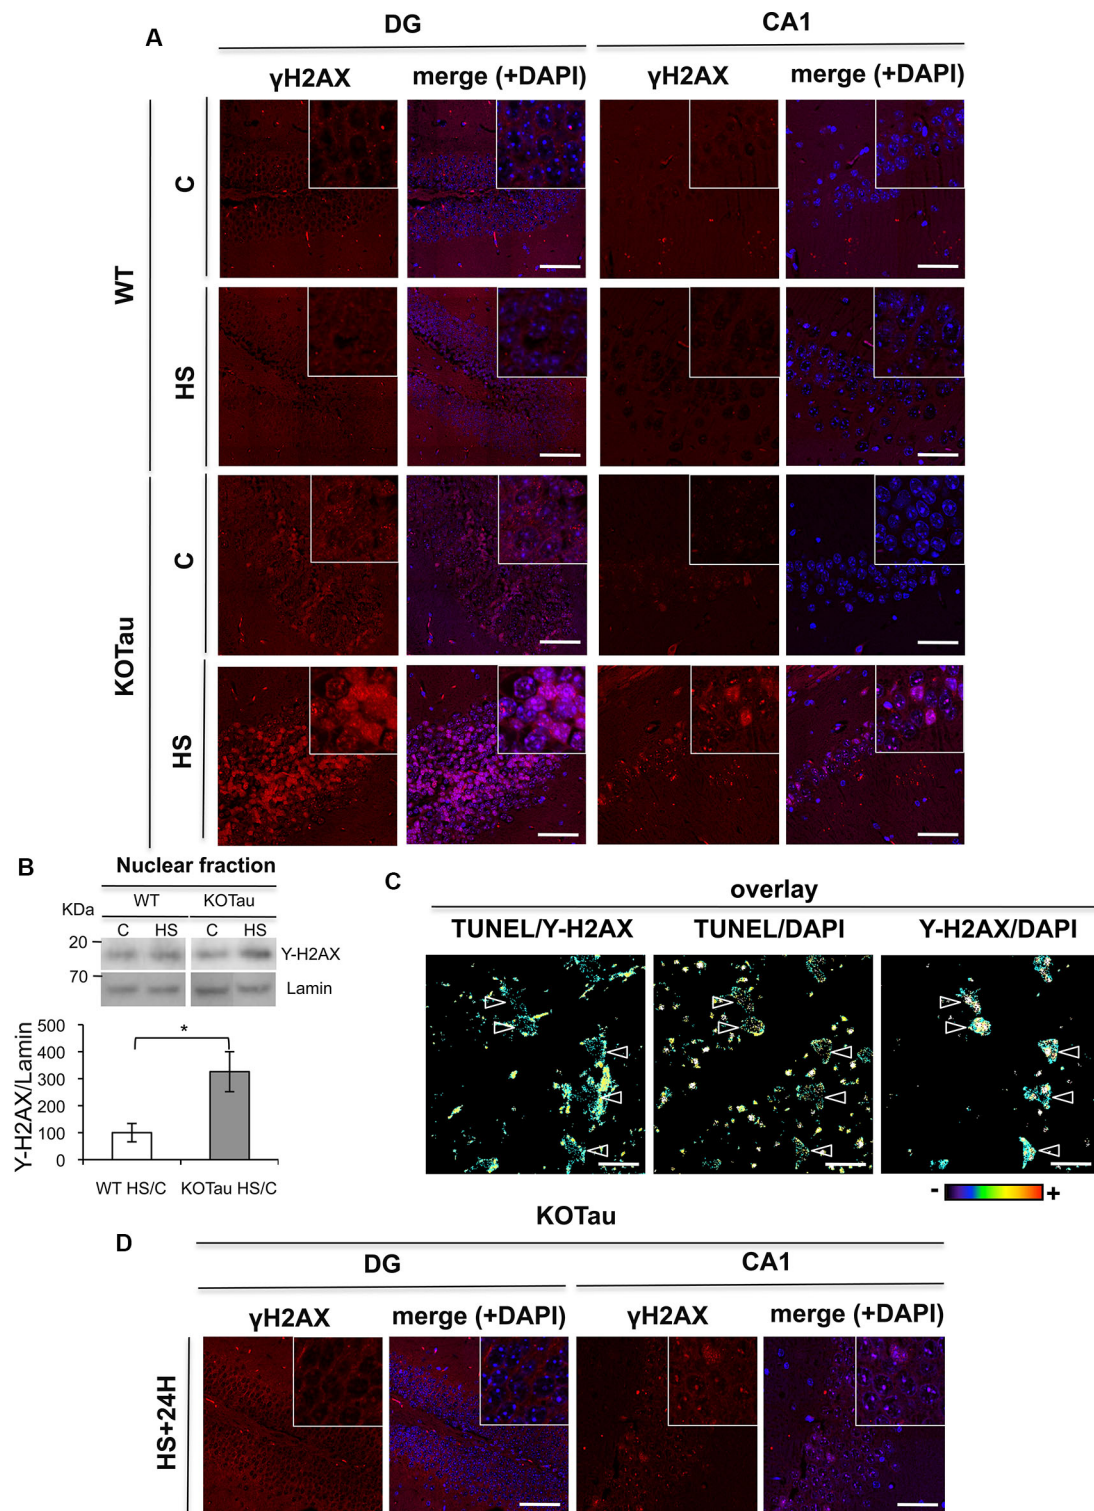 A
DG
CA1
γH2AX
merge (+DAPI)
γH2AX
merge (+DAPI)
WT
C
HS
KOTau
C
HS
B
Nuclear fraction
WT
KOTau
KDa
C
HS
C
HS
20
Y-H2AX
70
Lamin
Y-H2AX/Lamin
500
400
300
200
100
0
*
WT HS/C
KOTau HS/C
C
overlay
TUNEL/Y-H2AX
TUNEL/DAPI
Y-H2AX/DAPI
- +
D
KOTau
DG
CA1
γH2AX
merge (+DAPI)
γH2AX
merge (+DAPI)
HS+24H